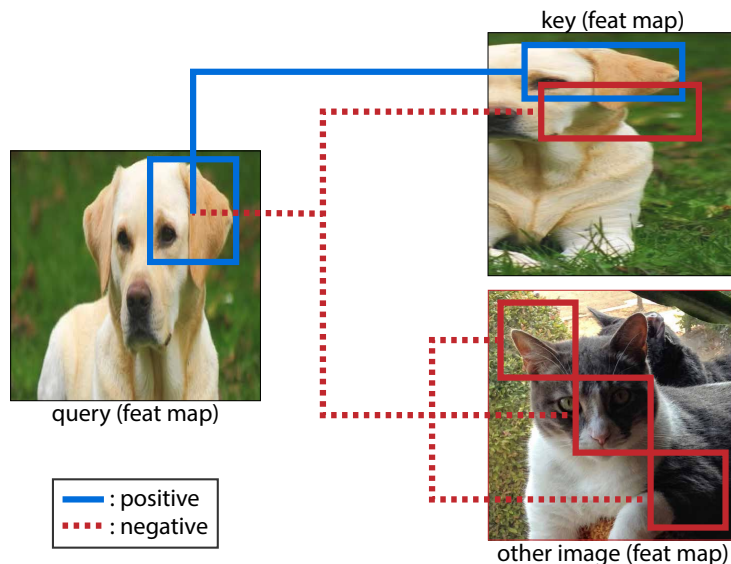 key (feat map)
query (feat map)
: positive
: negative
other image (feat map)